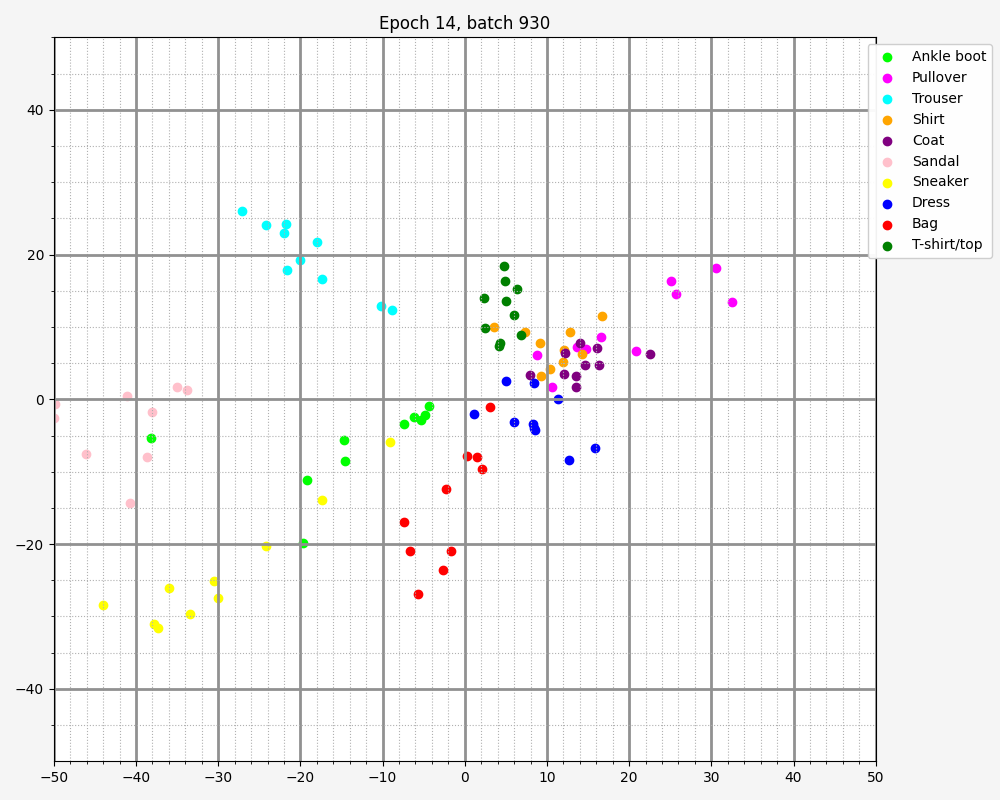 Epoch 14, batch 930
Ankle boot
Pullover
Trouser
Shirt
Coat
Sandal
Sneaker
Dress
Bag
T-shirt/top
40
20
0
−20
−40
−50 −40 −30 −20 −10 0 10 20 30 40 50